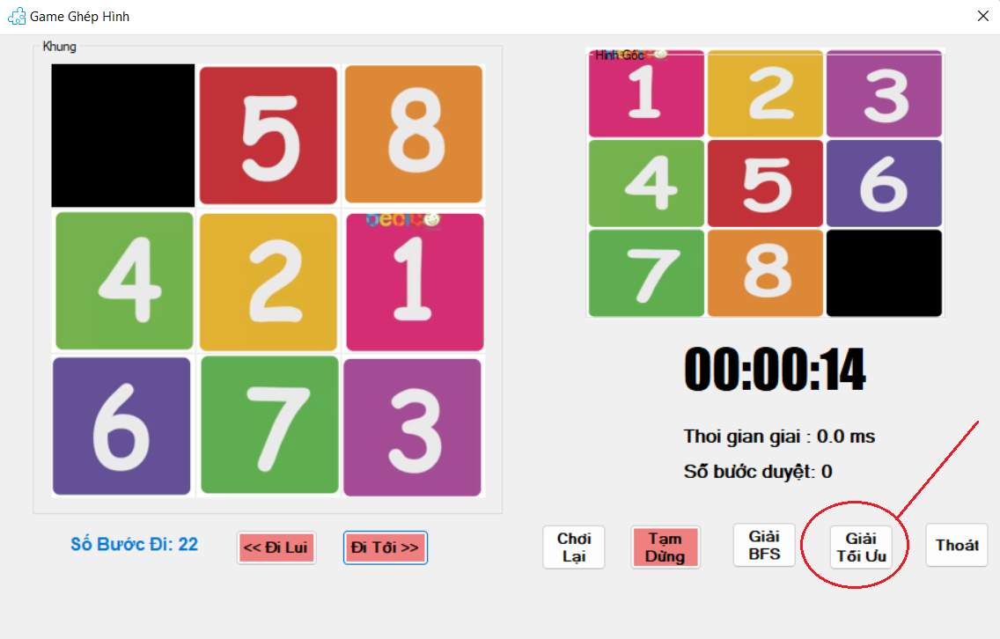 Game Ghép Hình
Khung
5 8
4 2 1
6 7 3
Hình Gốc
1 2 3
4 5 6
7 8
00:00:14
Thoi gian giai : 0.0 ms
Số bước duyệt: 0
Số Bước Đi: 22
<< Đi Lui
Đi Tới >>
Chơi
Lại
Tạm
Dừng
Giải
BFS
Giải
Tối Ưu
Thoát